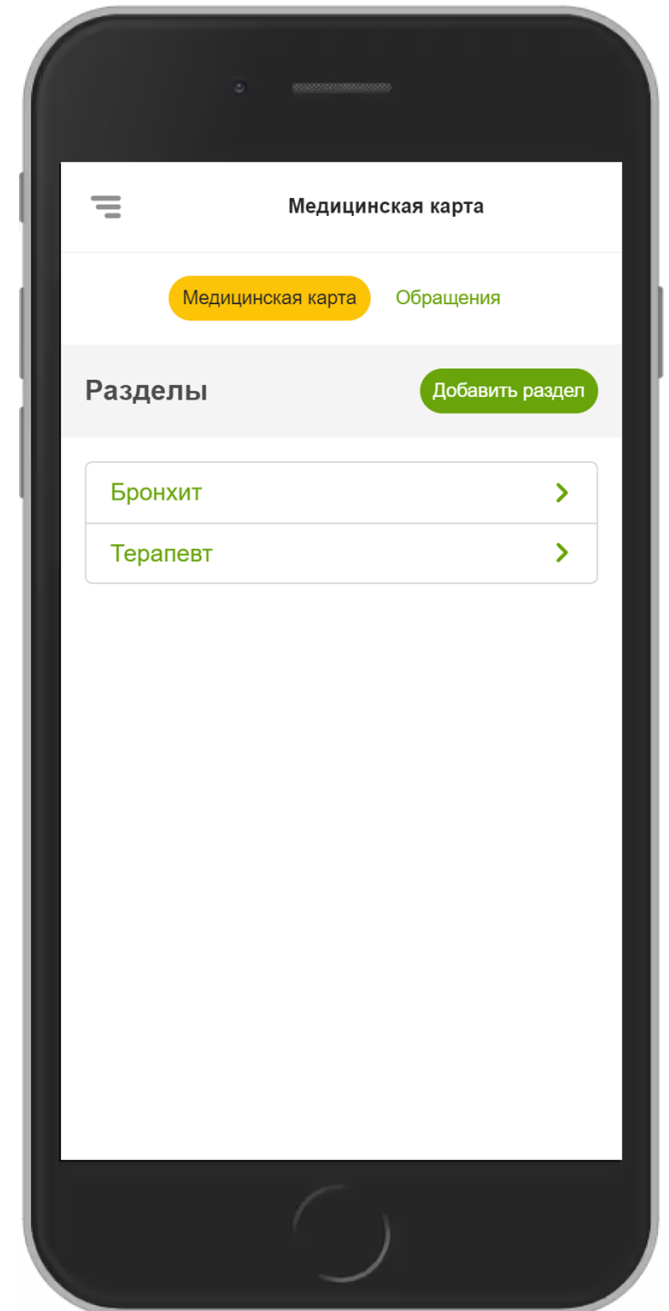 Медицинская карта
Медицинская карта Обращения
Разделы Добавить раздел
Бронхит
Терапевт